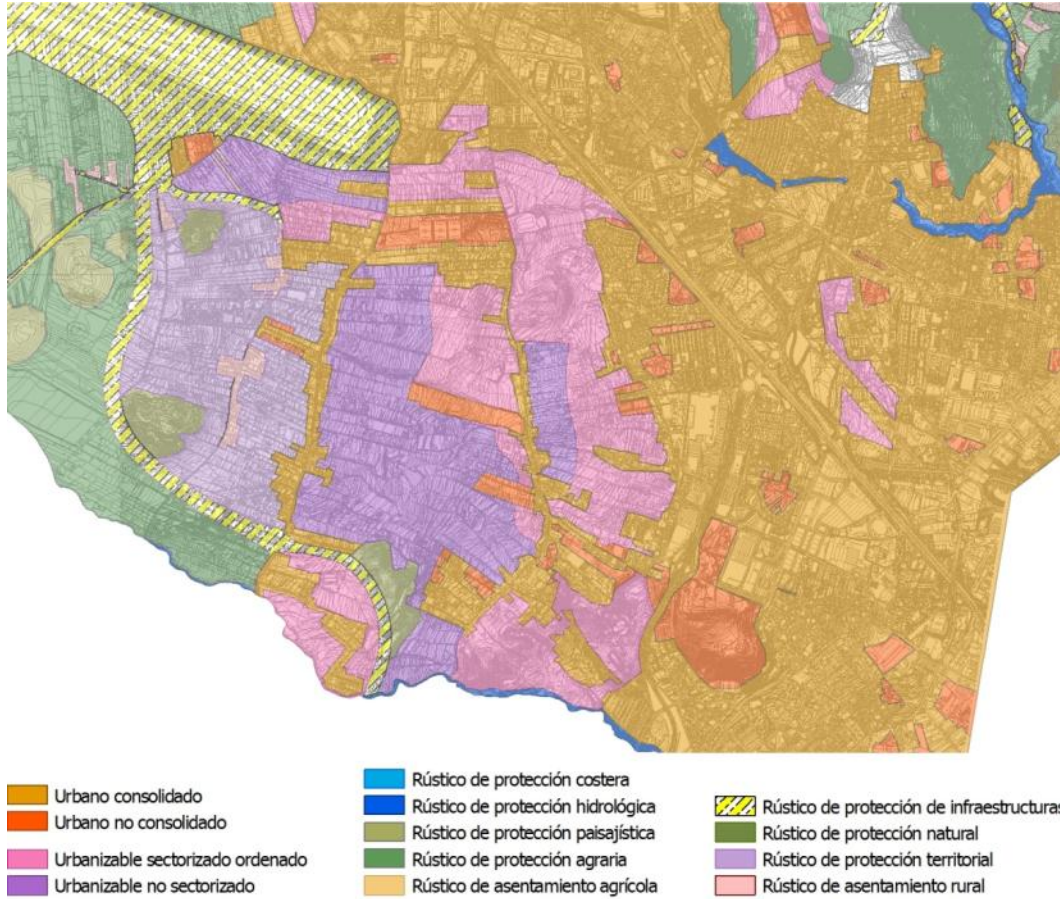 Urbano consolidado
Urbano no consolidado
Urbanizable sectorizado ordenado
Urbanizable no sectorizado
Rústico de protección costera
Rústico de protección hidrológica
Rústico de protección paisajística
Rústico de protección agraria
Rústico de asentamiento agrícola
Rústico de protección de infraestructuras
Rústico de protección natural
Rústico de protección territorial
Rústico de asentamiento rural